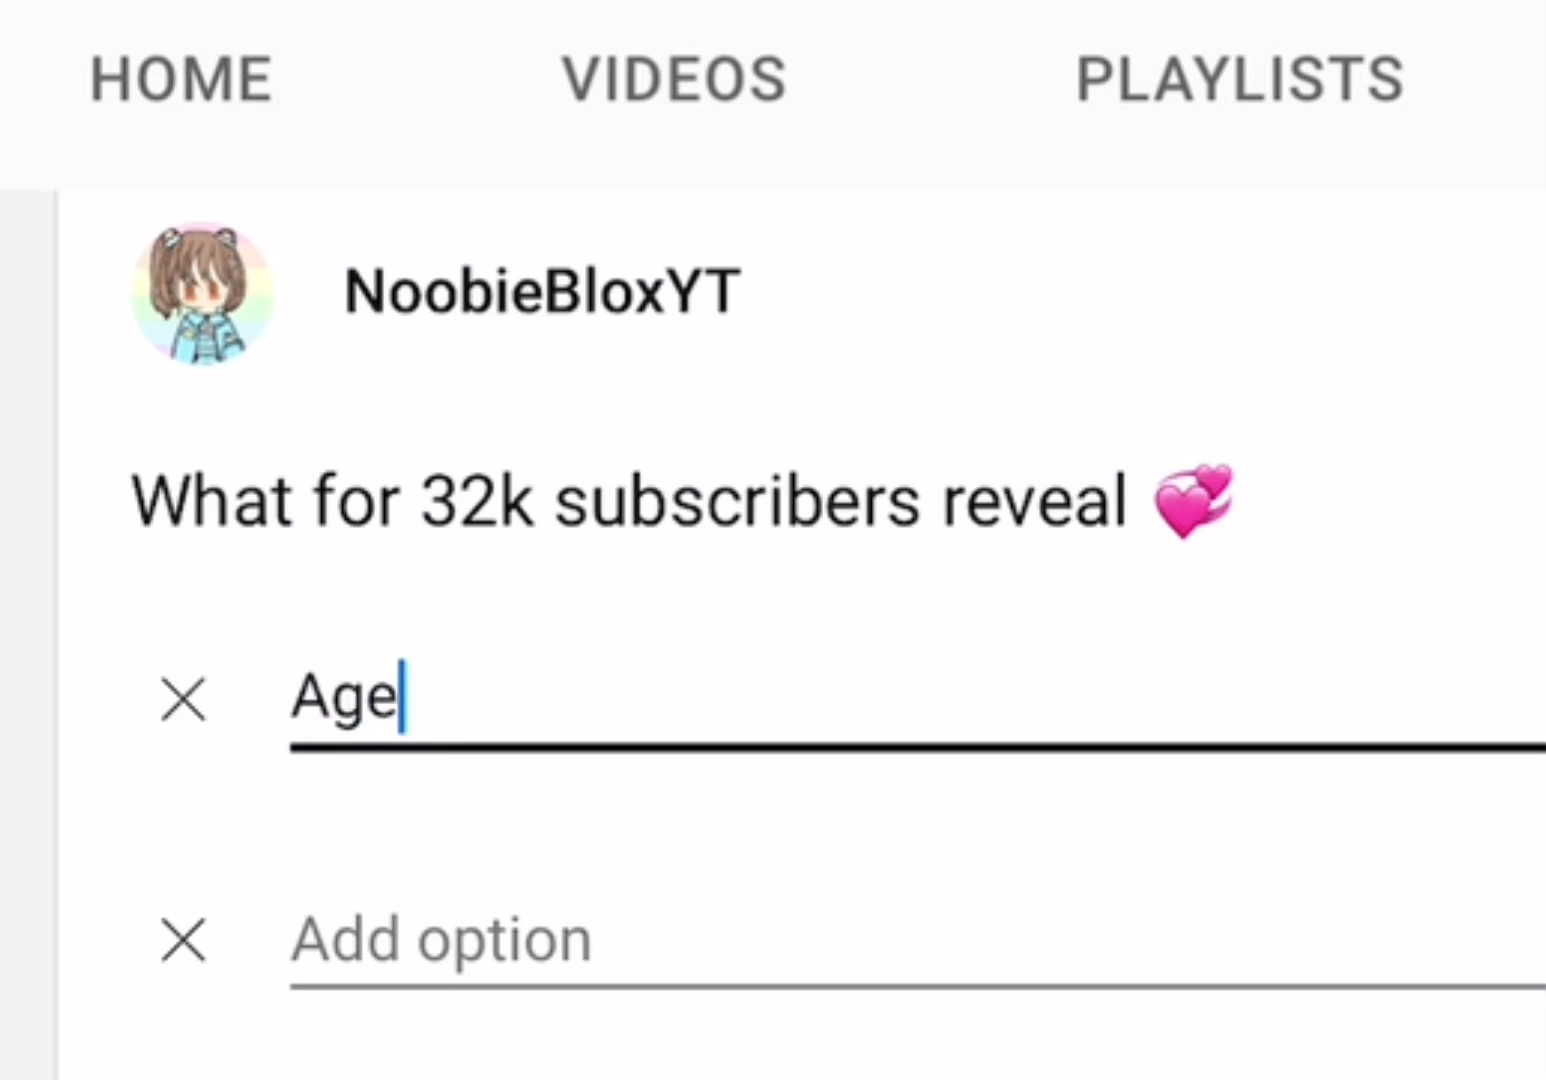 HOME VIDEOS PLAYLISTS
NoobieBloxYT
What for 32k subscribers reveal 💞
Age
Add option